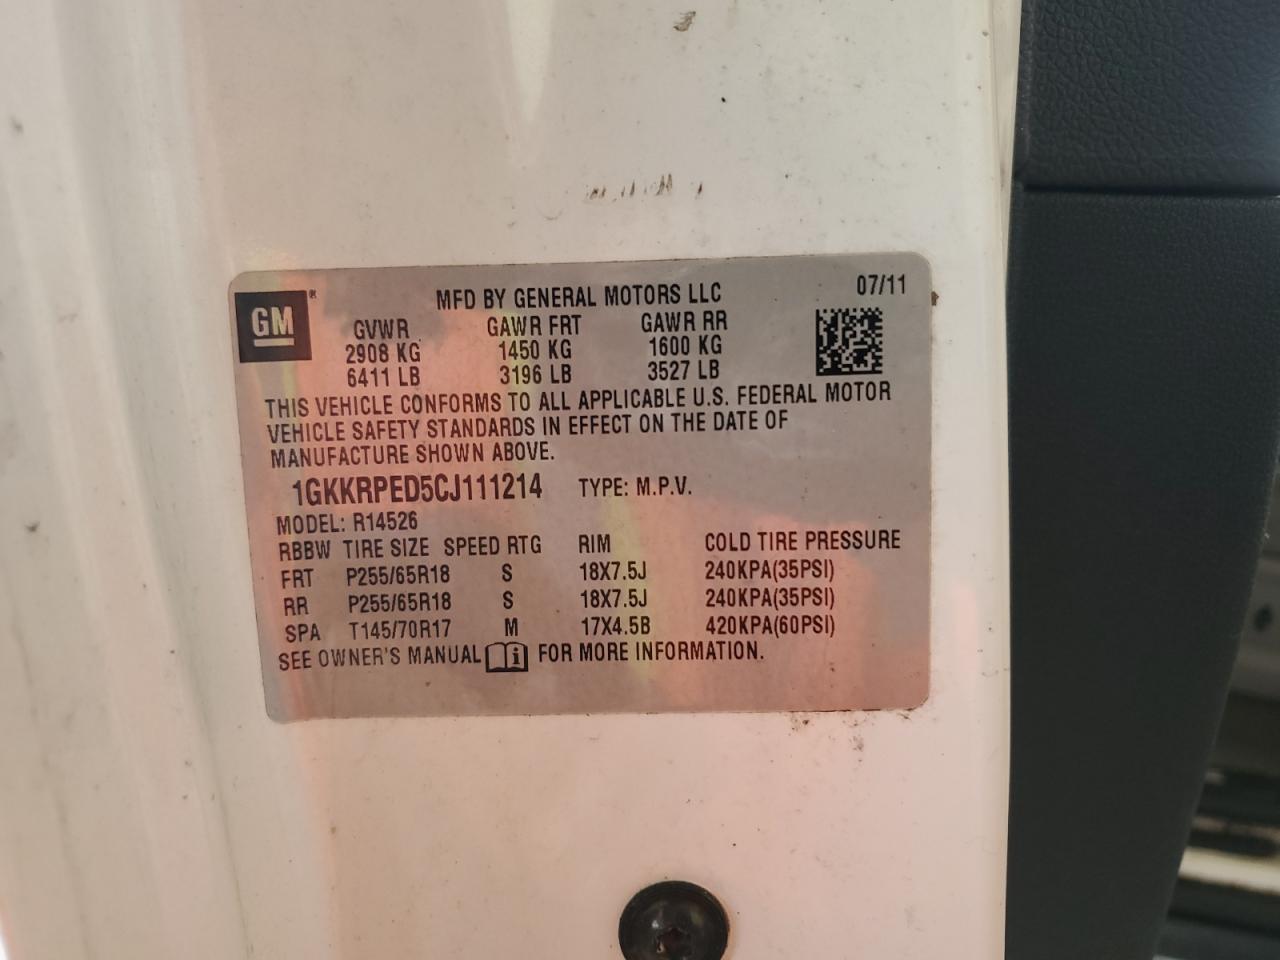 GM ®
MFD BY GENERAL MOTORS LLC 07/11
GVWR GAWR FRT GAWR RR
2908 KG 1450 KG 1600 KG
6411 LB 3196 LB 3527 LB
THIS VEHICLE CONFORMS TO ALL APPLICABLE U.S. FEDERAL MOTOR
VEHICLE SAFETY STANDARDS IN EFFECT ON THE DATE OF
MANUFACTURE SHOWN ABOVE.
1GKKRPED5CJ111214 TYPE: M.P.V.
MODEL: R14526
RBBW TIRE SIZE SPEED RTG RIM COLD TIRE PRESSURE
FRT P255/65R18 S 18X7.5J 240KPA(35PSI)
RR P255/65R18 S 18X7.5J 240KPA(35PSI)
SPA T145/70R17 M 17X4.5B 420KPA(60PSI)
SEE OWNER'S MANUAL i FOR MORE INFORMATION.